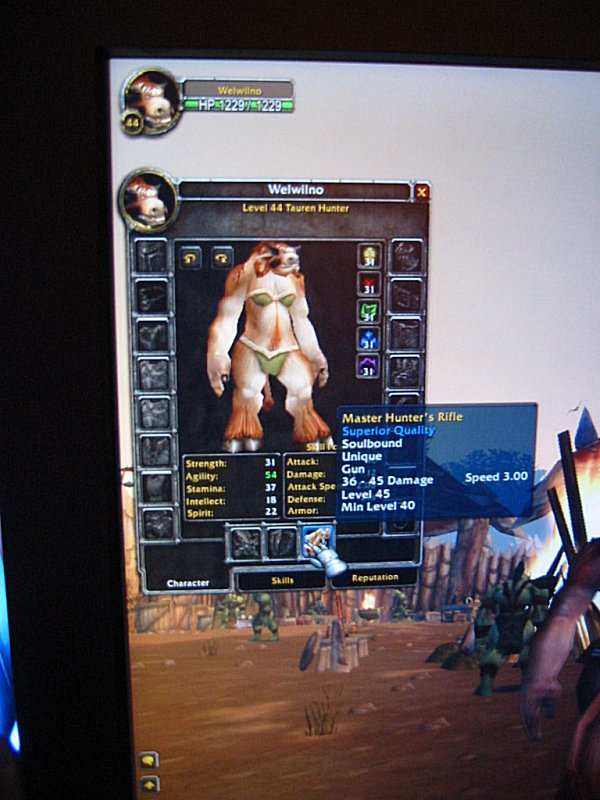 Welwilno
44
HP 1229 / 1229
Welwilno
Level 44 Tauren Hunter
31
31
31
31
31
Master Hunter's Rifle
Superior Quality
Soulbound
Unique
Gun
36 - 45 Damage Speed 3.00
Level 45
Min Level 40
Strength: 31
Agility: 54
Stamina: 37
Intellect: 18
Spirit: 22
Attack:
Damage:
Attack Spe
Defense:
Armor:
Character
Skills
Reputation